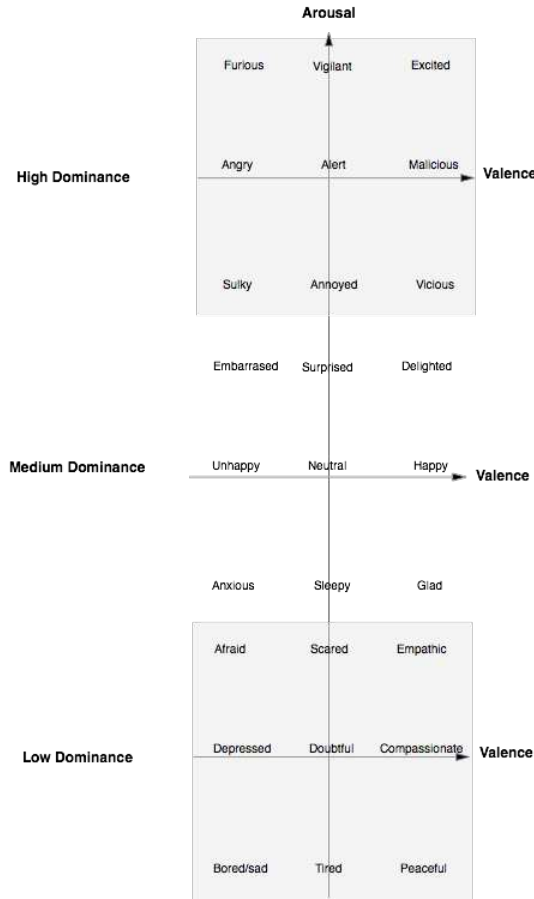 Arousal
Furious Vigilant Excited
Angry Alert Malicious
High Dominance Valence
Sulky Annoyed Vicious
Embarrased Surprised Delighted
Unhappy Neutral Happy
Medium Dominance Valence
Anxious Sleepy Glad
Afraid Scared Empathic
Depressed Doubtful Compassionate
Low Dominance Valence
Bored/sad Tired Peaceful